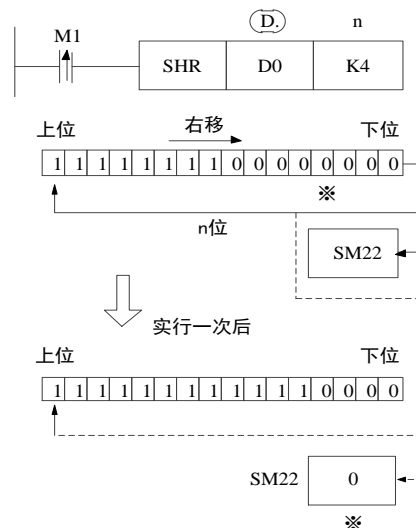 D. n
M1
SHR D0 K4
上位 右移 下位
1 1 1 1 1 1 1 1 0 0 0 0 0 0 0 0
※
n位
SM22
实行一次后
上位 下位
1 1 1 1 1 1 1 1 1 1 1 1 0 0 0 0
SM22 0
※